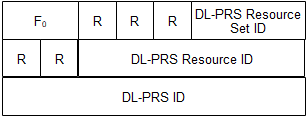 F₀ R R R DL-PRS Resource
Set ID
R R DL-PRS Resource ID
DL-PRS ID